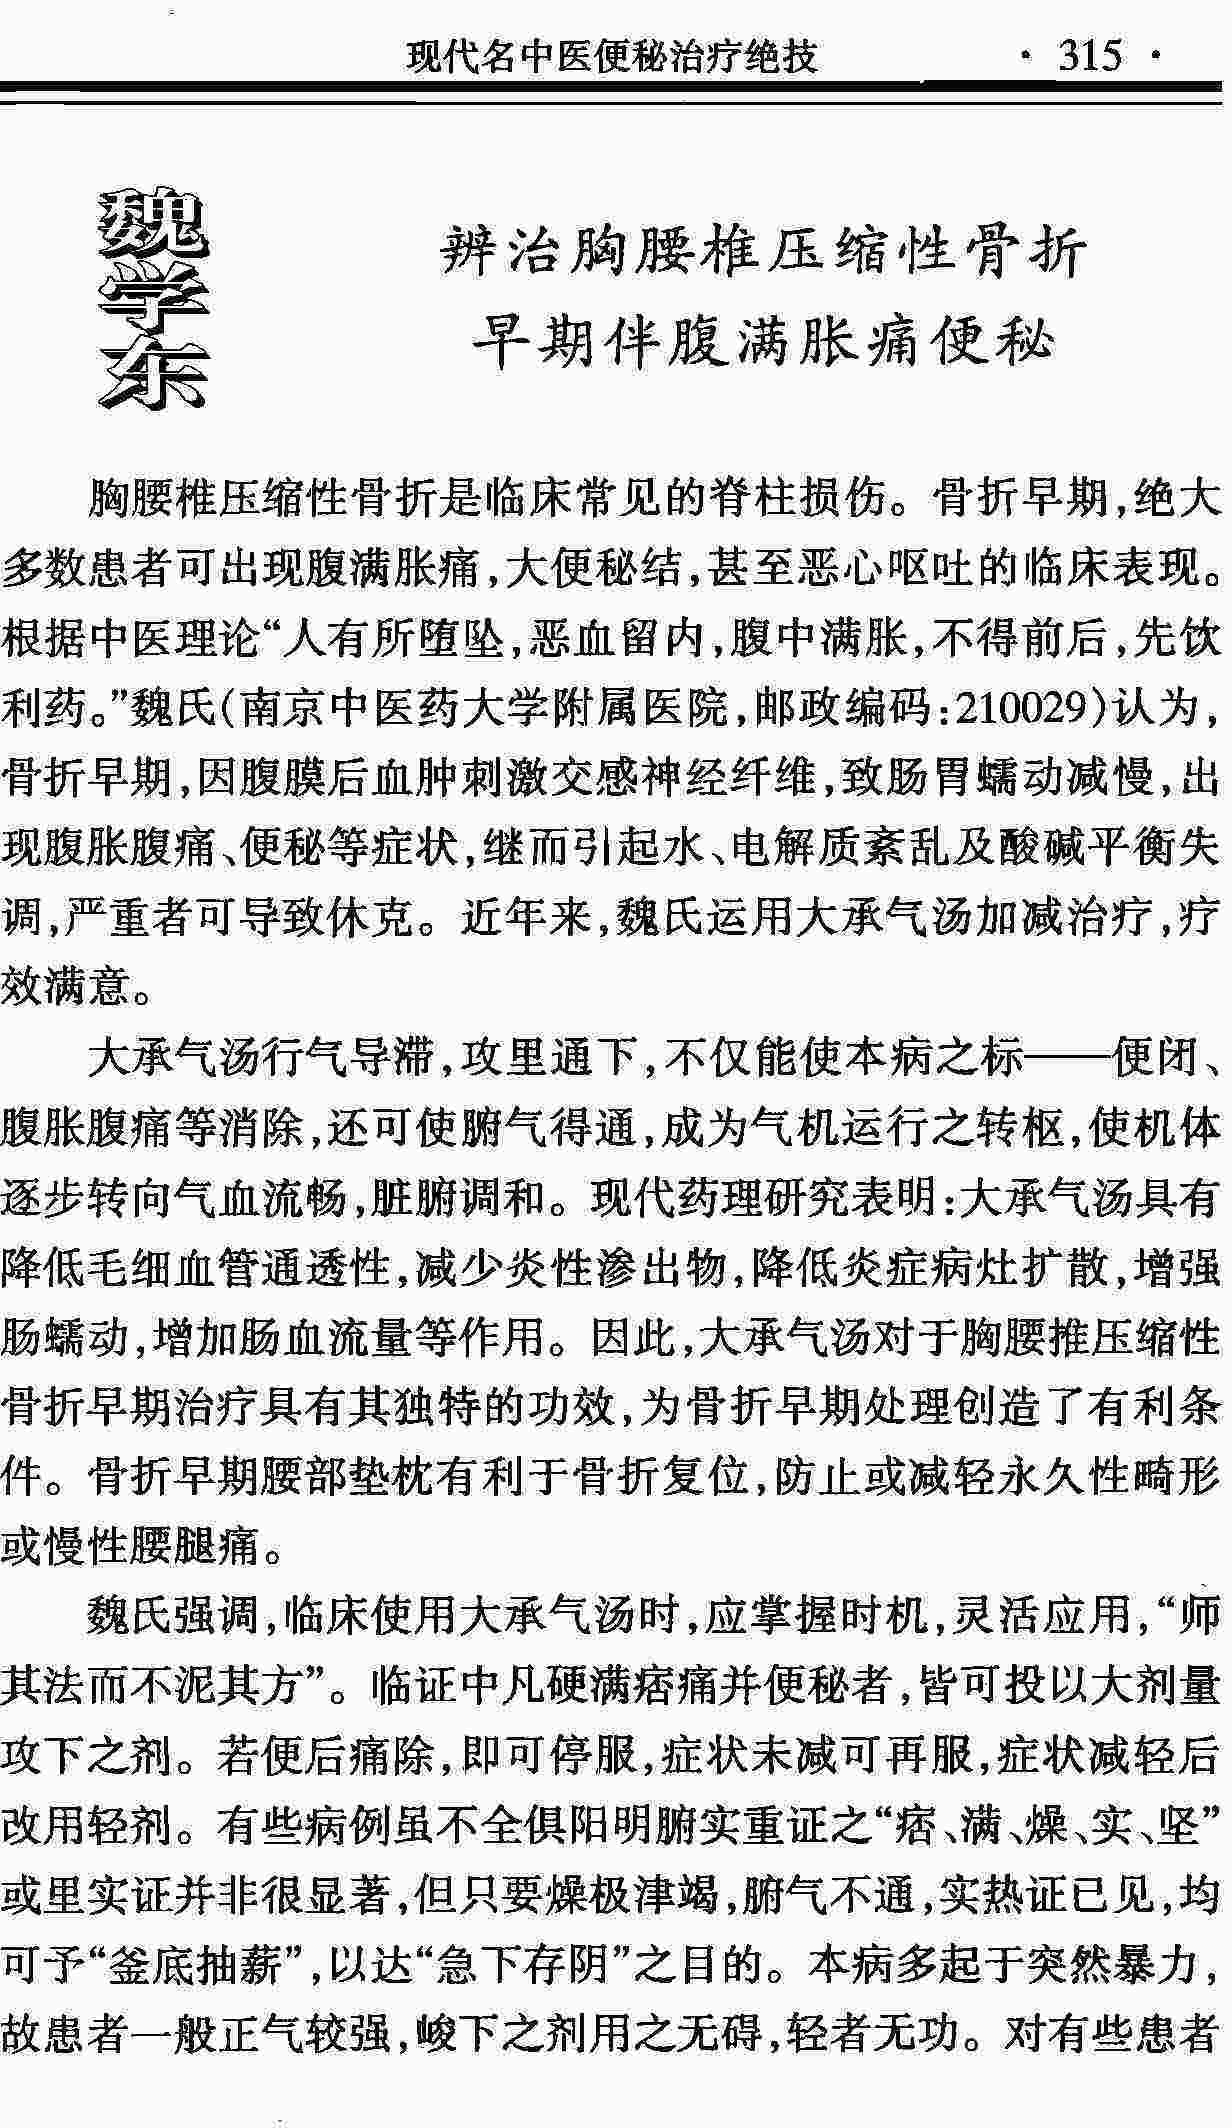 现代名中医便秘治疗绝技 · 315 ·
魏学东
辨治胸腰椎压缩性骨折
早期伴腹满胀痛便秘
胸腰椎压缩性骨折是临床常见的脊柱损伤。骨折早期,绝大
多数患者可出现腹满胀痛,大便秘结,甚至恶心呕吐的临床表现。
根据中医理论“人有所堕坠,恶血留内,腹中满胀,不得前后,先饮
利药。”魏氏(南京中医药大学附属医院,邮政编码:210029)认为,
骨折早期,因腹膜后血肿刺激交感神经纤维,致肠胃蠕动减慢,出
现腹胀腹痛、便秘等症状,继而引起水、电解质紊乱及酸碱平衡失
调,严重者可导致休克。近年来,魏氏运用大承气汤加减治疗,疗
效满意。
大承气汤行气导滞,攻里通下,不仅能使本病之标——便闭、
腹胀腹痛等消除,还可使腑气得通,成为气机运行之转枢,使机体
逐步转向气血流畅,脏腑调和。现代药理研究表明:大承气汤具有
降低毛细血管通透性,减少炎性渗出物,降低炎症病灶扩散,增强
肠蠕动,增加肠血流量等作用。因此,大承气汤对于胸腰推压缩性
骨折早期治疗具有其独特的功效,为骨折早期处理创造了有利条
件。骨折早期腰部垫枕有利于骨折复位,防止或减轻永久性畸形
或慢性腰腿痛。
魏氏强调,临床使用大承气汤时,应掌握时机,灵活应用,“师
其法而不泥其方”。临证中凡硬满痞痛并便秘者,皆可投以大剂量
攻下之剂。若便后痛除,即可停服,症状未减可再服,症状减轻后
改用轻剂。有些病例虽不全俱阳明腑实重证之“痞、满、燥、实、坚”
或里实证并非很显著,但只要燥极津竭,腑气不通,实热证已见,均
可予“釜底抽薪”,以达“急下存阴”之目的。本病多起于突然暴力,
故患者一般正气较强,峻下之剂用之无碍,轻者无功。对有些患者